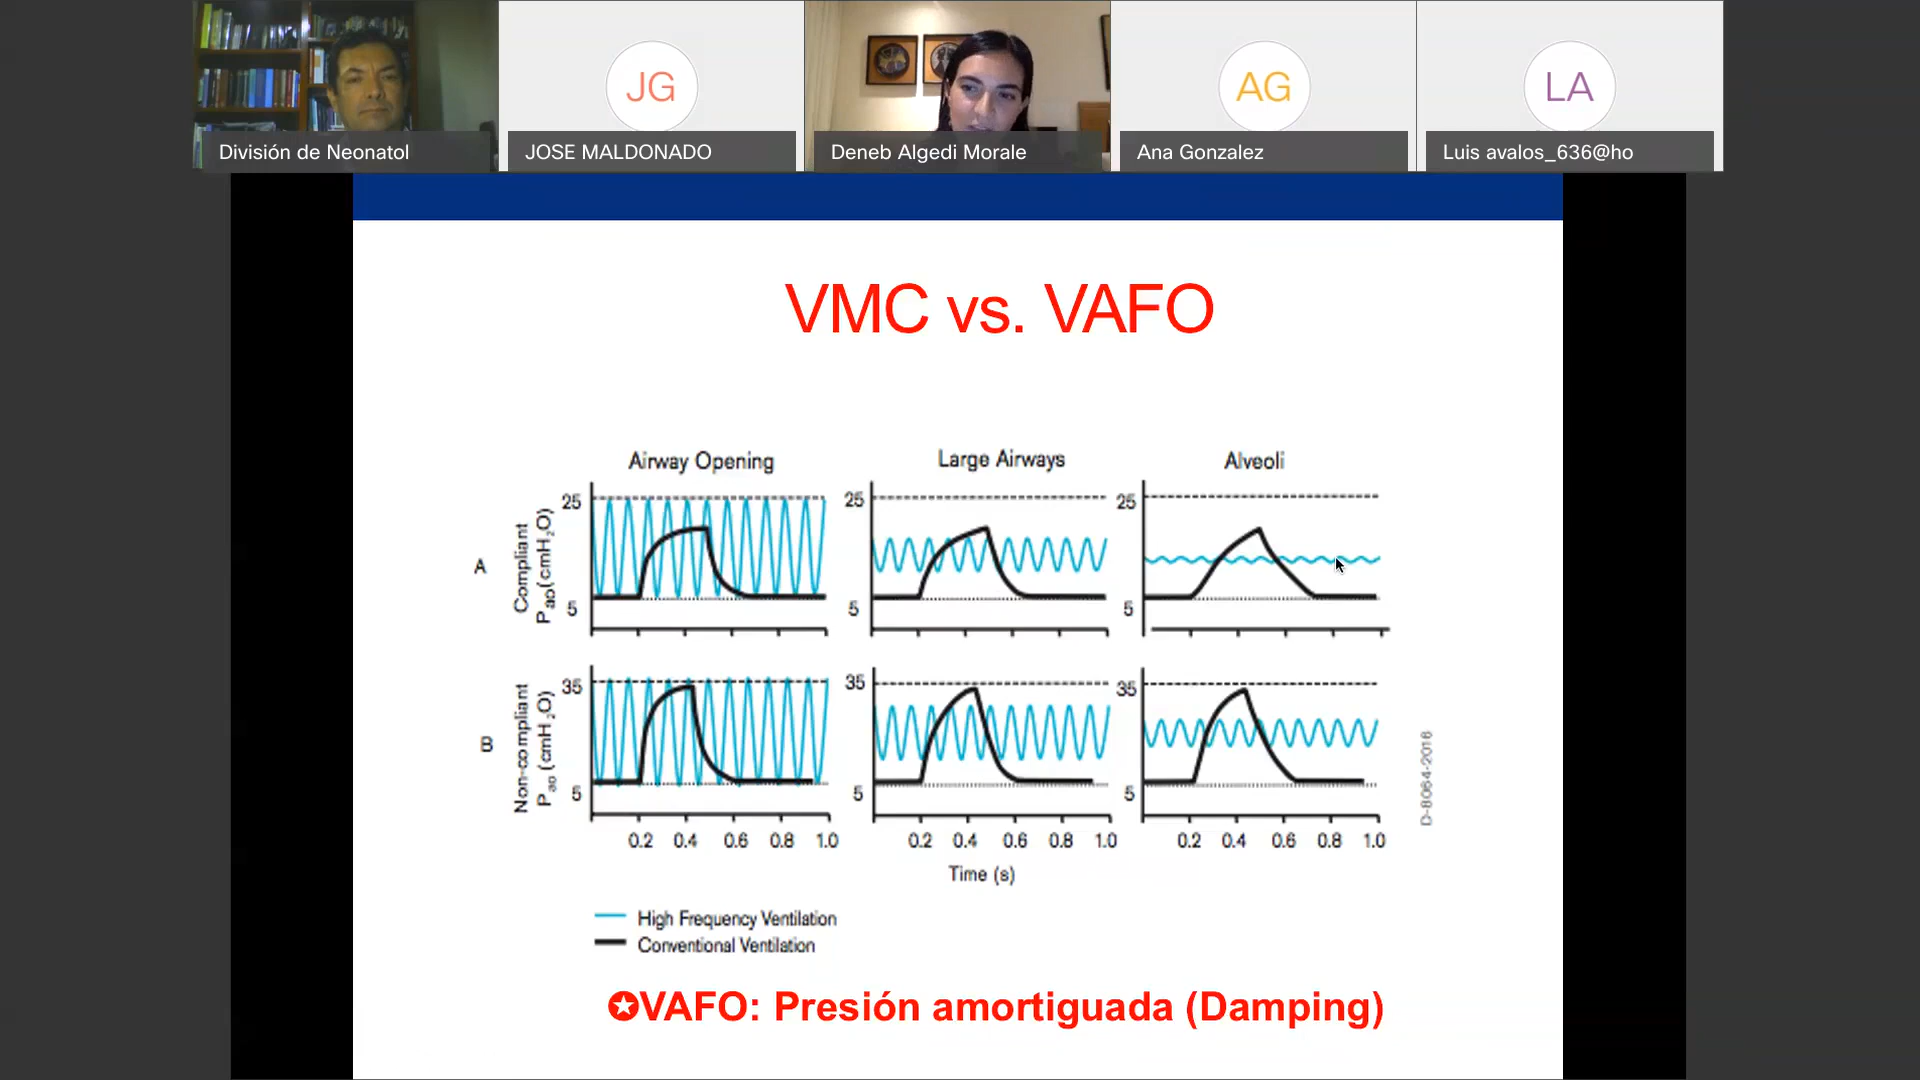 JG
AG
LA
División de Neonatol
JOSE MALDONADO
Deneb Algedi Morale
Ana Gonzalez
Luis avalos_636@ho
VMC vs. VAFO
Airway Opening
Large Airways
Alveoli
A
Compliant
Pao(cmH2O)
25
5
25
5
25
5
B
Non-compliant
Pao (cmH2O)
35
5
35
5
35
5
0.2 0.4 0.6 0.8 1.0
0.2 0.4 0.6 0.8 1.0
0.2 0.4 0.6 0.8 1.0
Time (s)
D-8064-2016
High Frequency Ventilation
Conventional Ventilation
✪VAFO: Presión amortiguada (Damping)